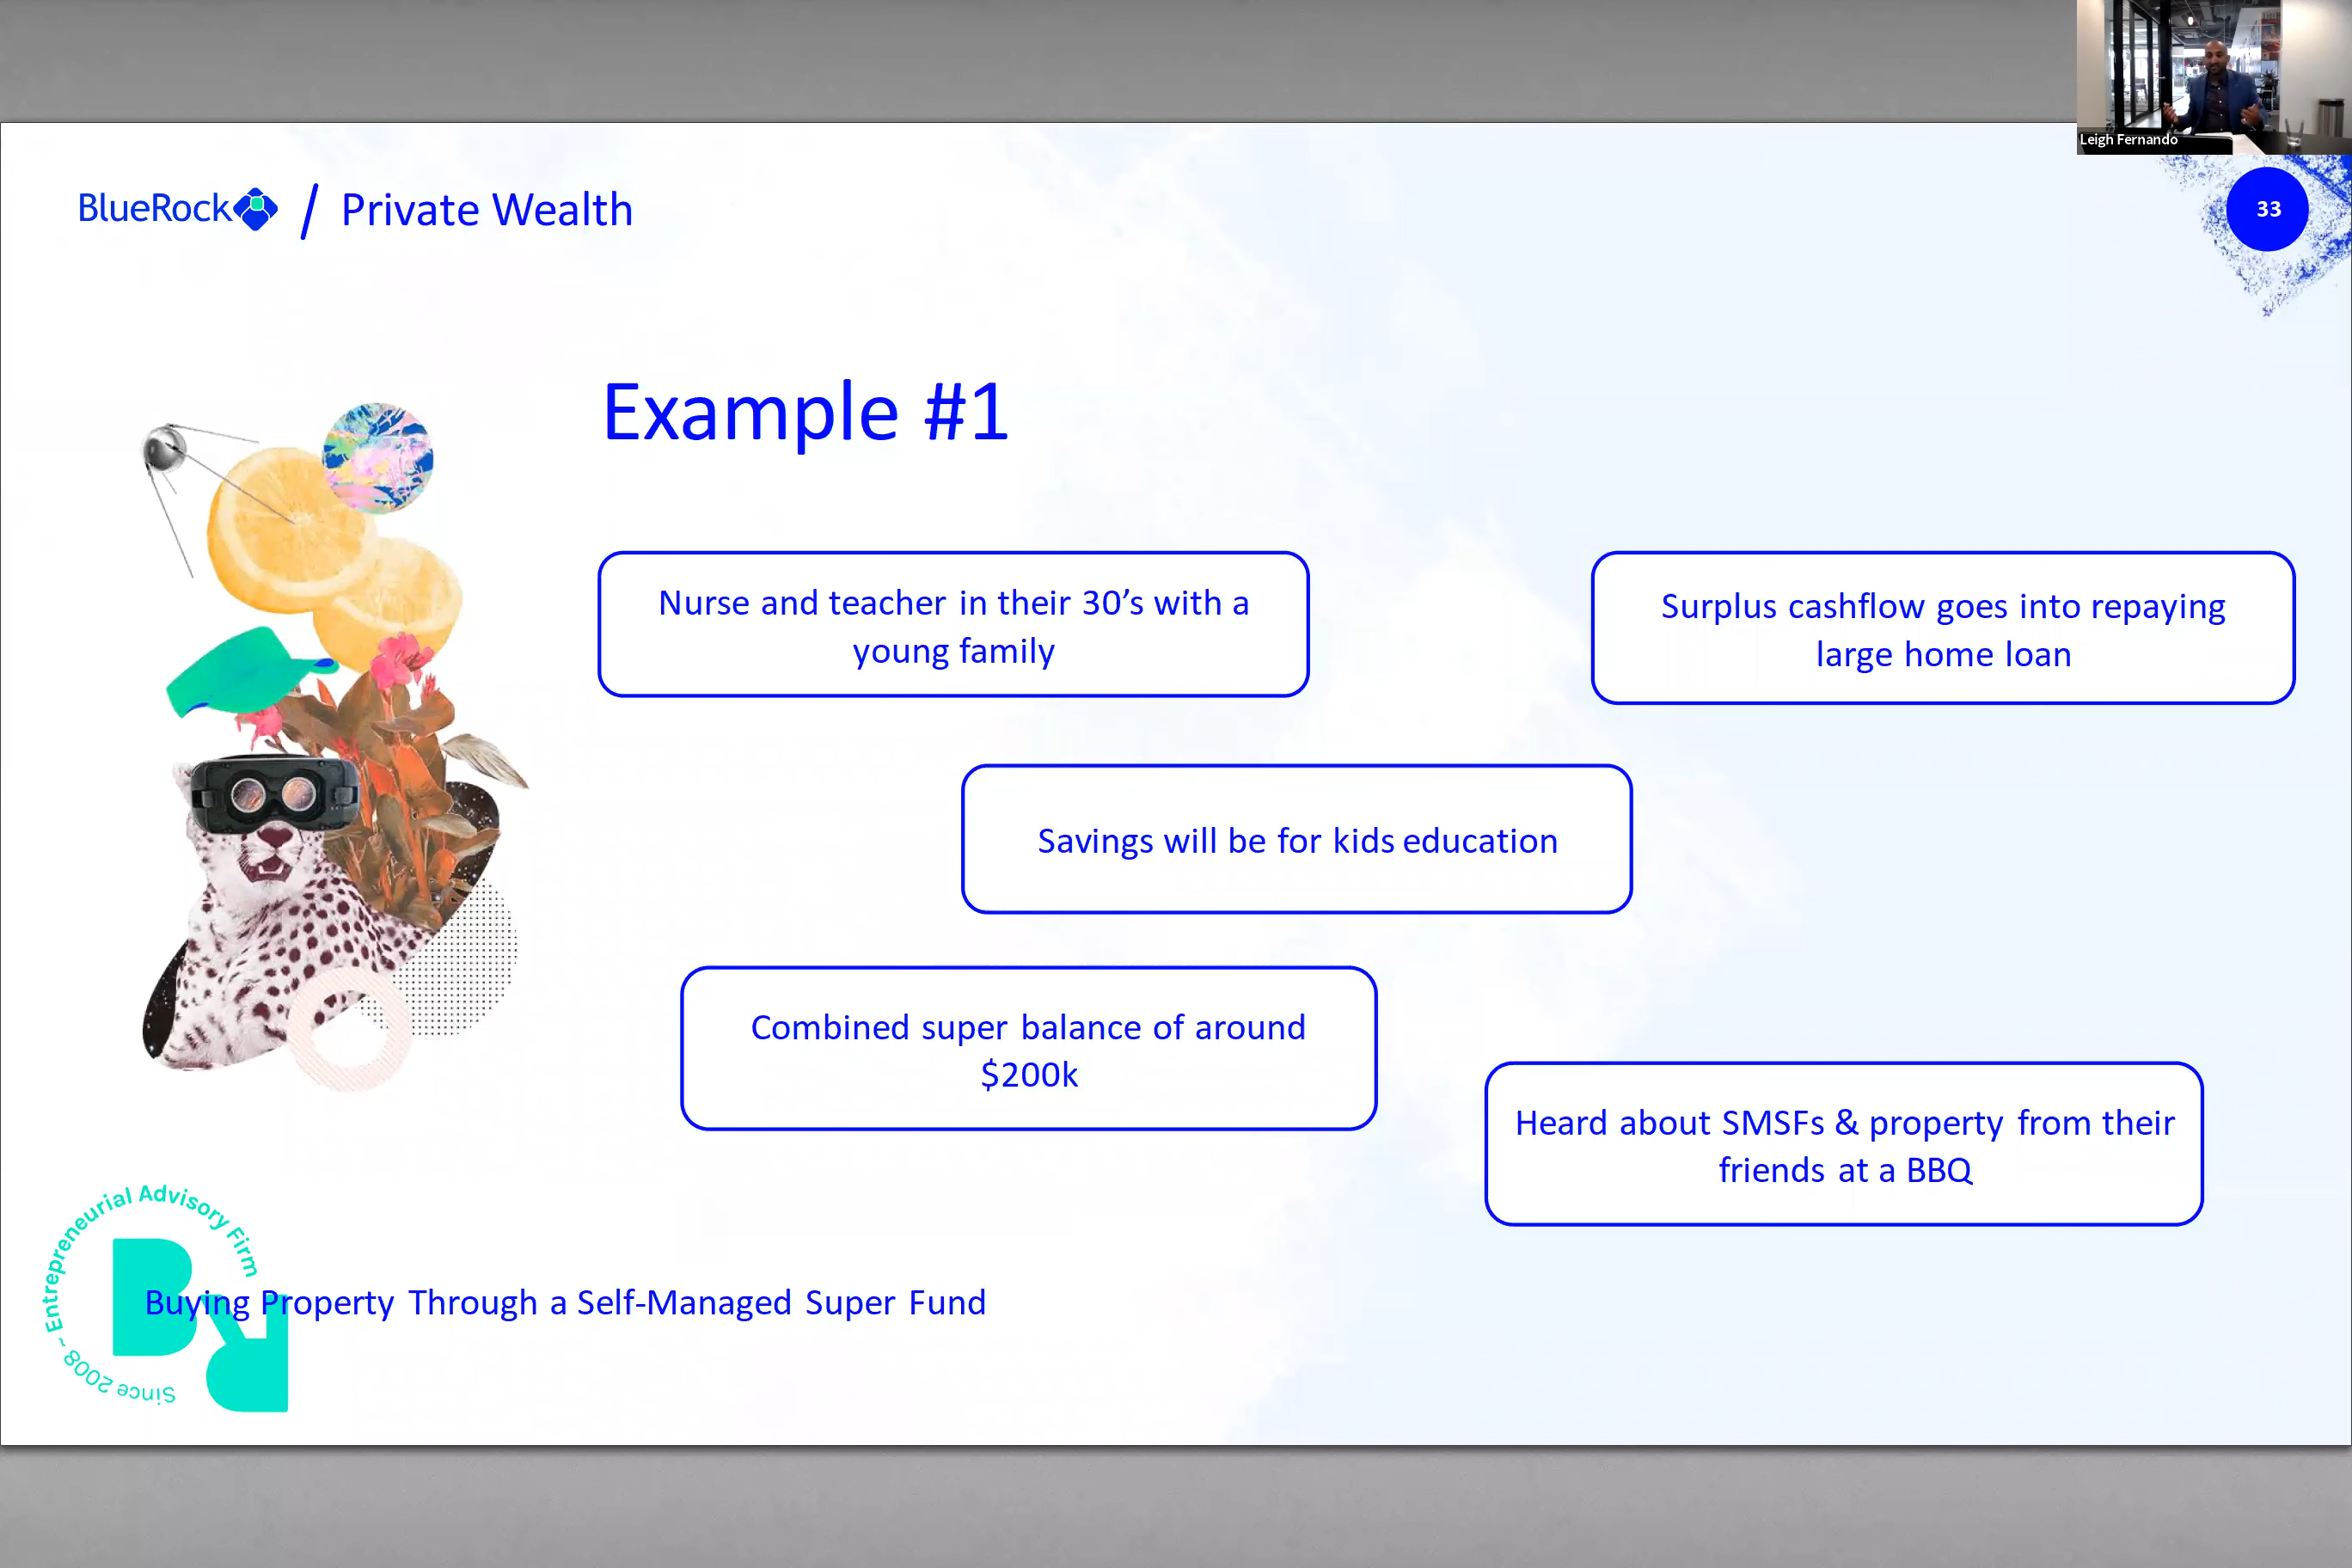 Leigh Fernando
BlueRock / Private Wealth
33
Example #1
Nurse and teacher in their 30’s with a
young family
Surplus cashflow goes into repaying
large home loan
Savings will be for kids education
Combined super balance of around
$200k
Heard about SMSFs & property from their
friends at a BBQ
Entrepreneurial Advisory Firm
~ Since 2008 ~
BR
Buying Property Through a Self-Managed Super Fund